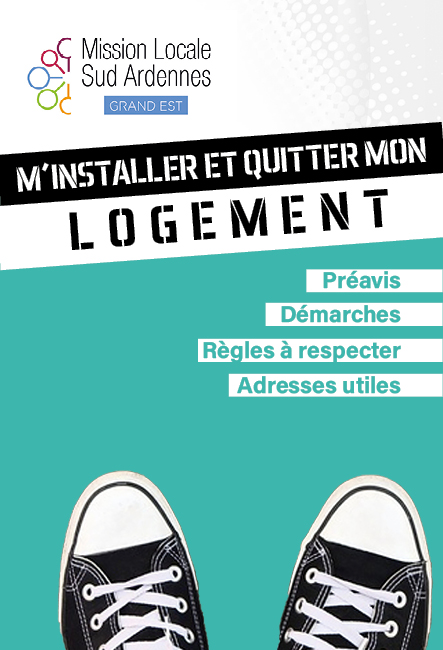 Mission Locale
Sud Ardennes
GRAND EST
M'INSTALLER ET QUITTER MON
LOGEMENT
Préavis
Démarches
Règles à respecter
Adresses utiles